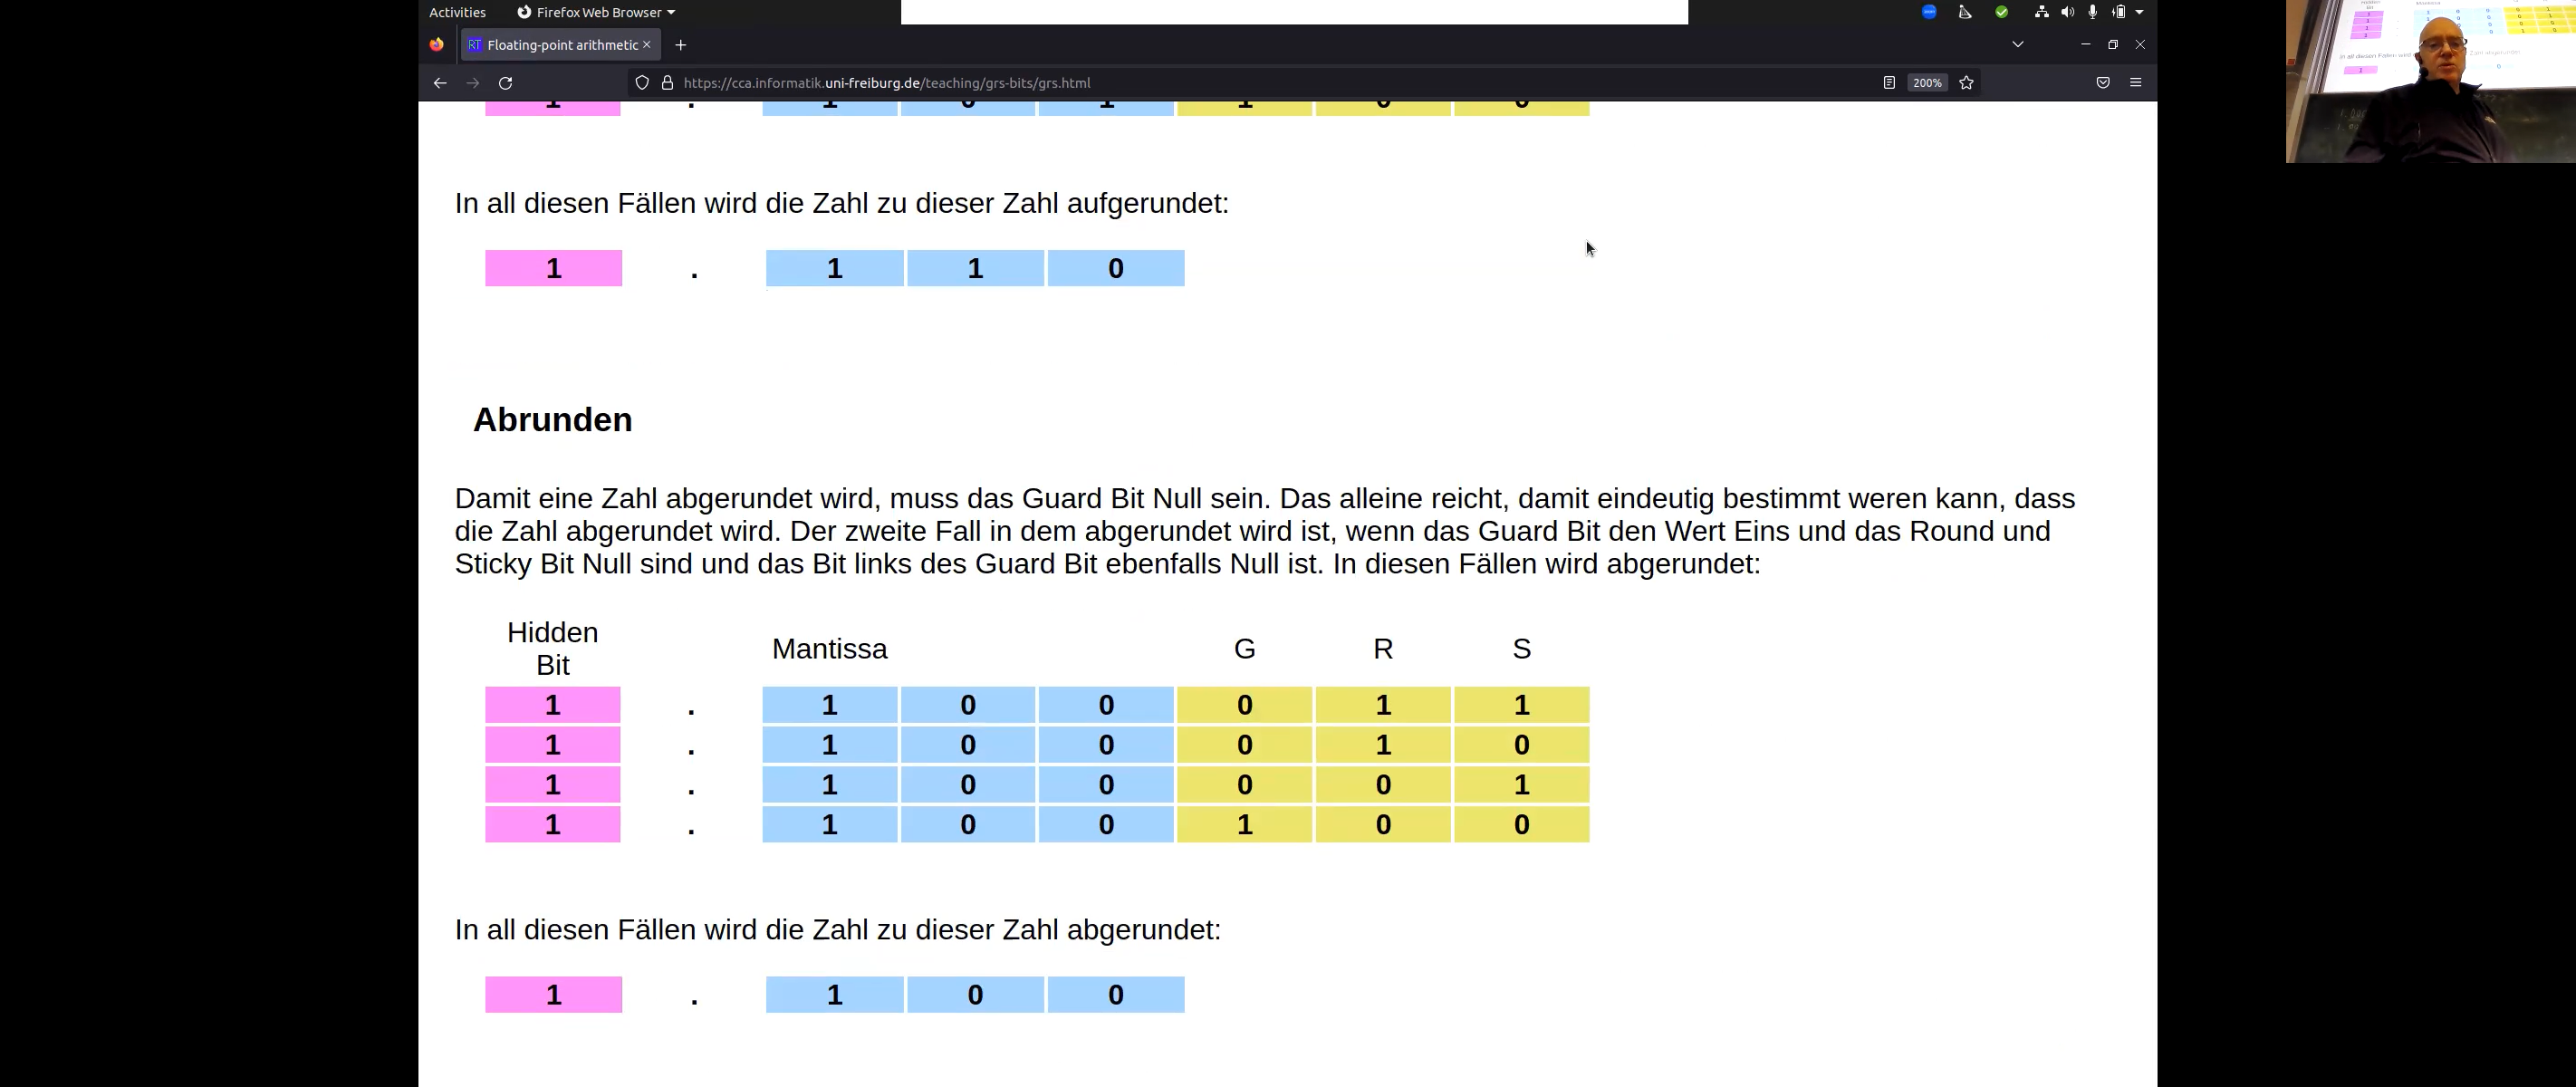 Activities Firefox Web Browser
Floating-point arithmetic
https://cca.informatik.uni-freiburg.de/teaching/grs-bits/grs.html 200%
In all diesen Fällen wird die Zahl zu dieser Zahl aufgerundet:
1 . 1 1 0
Abrunden
Damit eine Zahl abgerundet wird, muss das Guard Bit Null sein. Das alleine reicht, damit eindeutig bestimmt weren kann, dass
die Zahl abgerundet wird. Der zweite Fall in dem abgerundet wird ist, wenn das Guard Bit den Wert Eins und das Round und
Sticky Bit Null sind und das Bit links des Guard Bit ebenfalls Null ist. In diesen Fällen wird abgerundet:
Hidden
Bit
Mantissa G R S
1 . 1 0 0 0 1 1
1 . 1 0 0 0 1 0
1 . 1 0 0 0 0 1
1 . 1 0 0 1 0 0
In all diesen Fällen wird die Zahl zu dieser Zahl abgerundet:
1 . 1 0 0